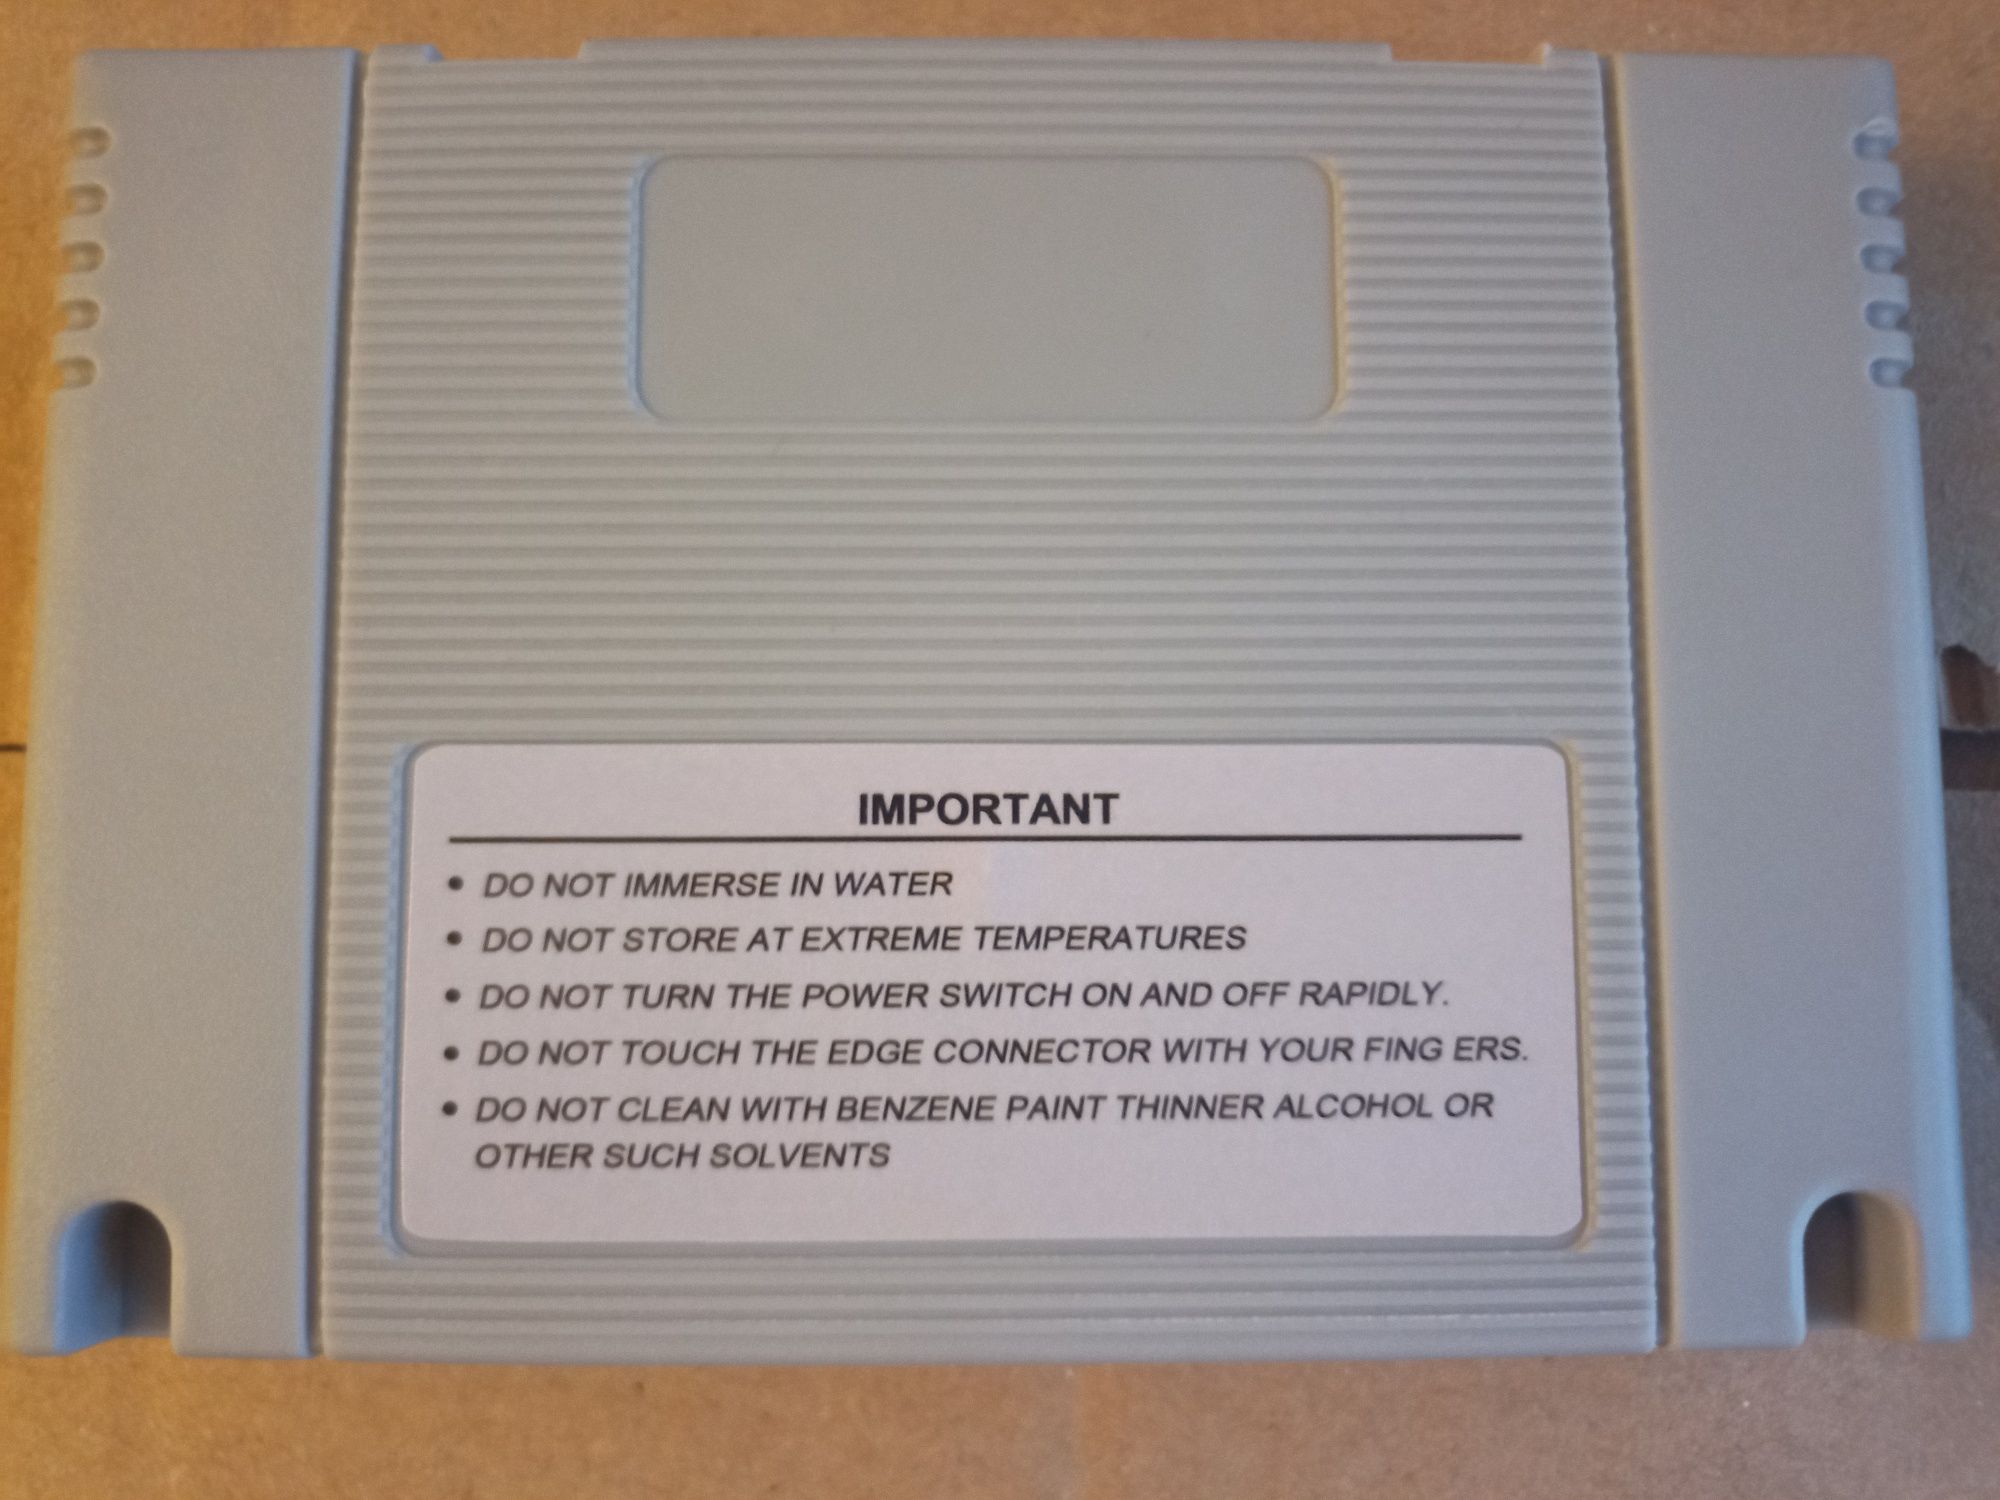 IMPORTANT
• DO NOT IMMERSE IN WATER
• DO NOT STORE AT EXTREME TEMPERATURES
• DO NOT TURN THE POWER SWITCH ON AND OFF RAPIDLY.
• DO NOT TOUCH THE EDGE CONNECTOR WITH YOUR FING ERS.
• DO NOT CLEAN WITH BENZENE PAINT THINNER ALCOHOL OR
OTHER SUCH SOLVENTS